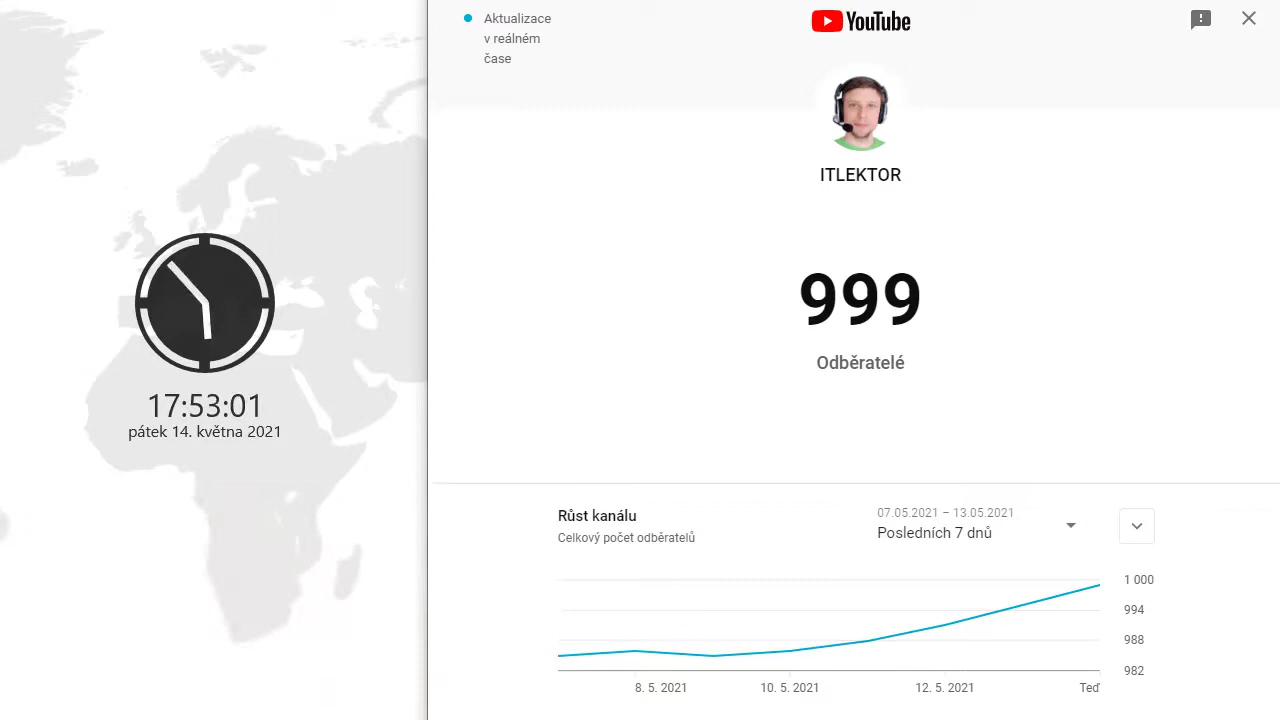 17:53:01
pátek 14. května 2021
Aktualizace
v reálném
čase
YouTube
ITLEKTOR
999
Odběratelé
Růst kanálu
Celkový počet odběratelů
07.05.2021 – 13.05.2021
Posledních 7 dnů
1 000
994
988
982
8. 5. 2021
10. 5. 2021
12. 5. 2021
Teď